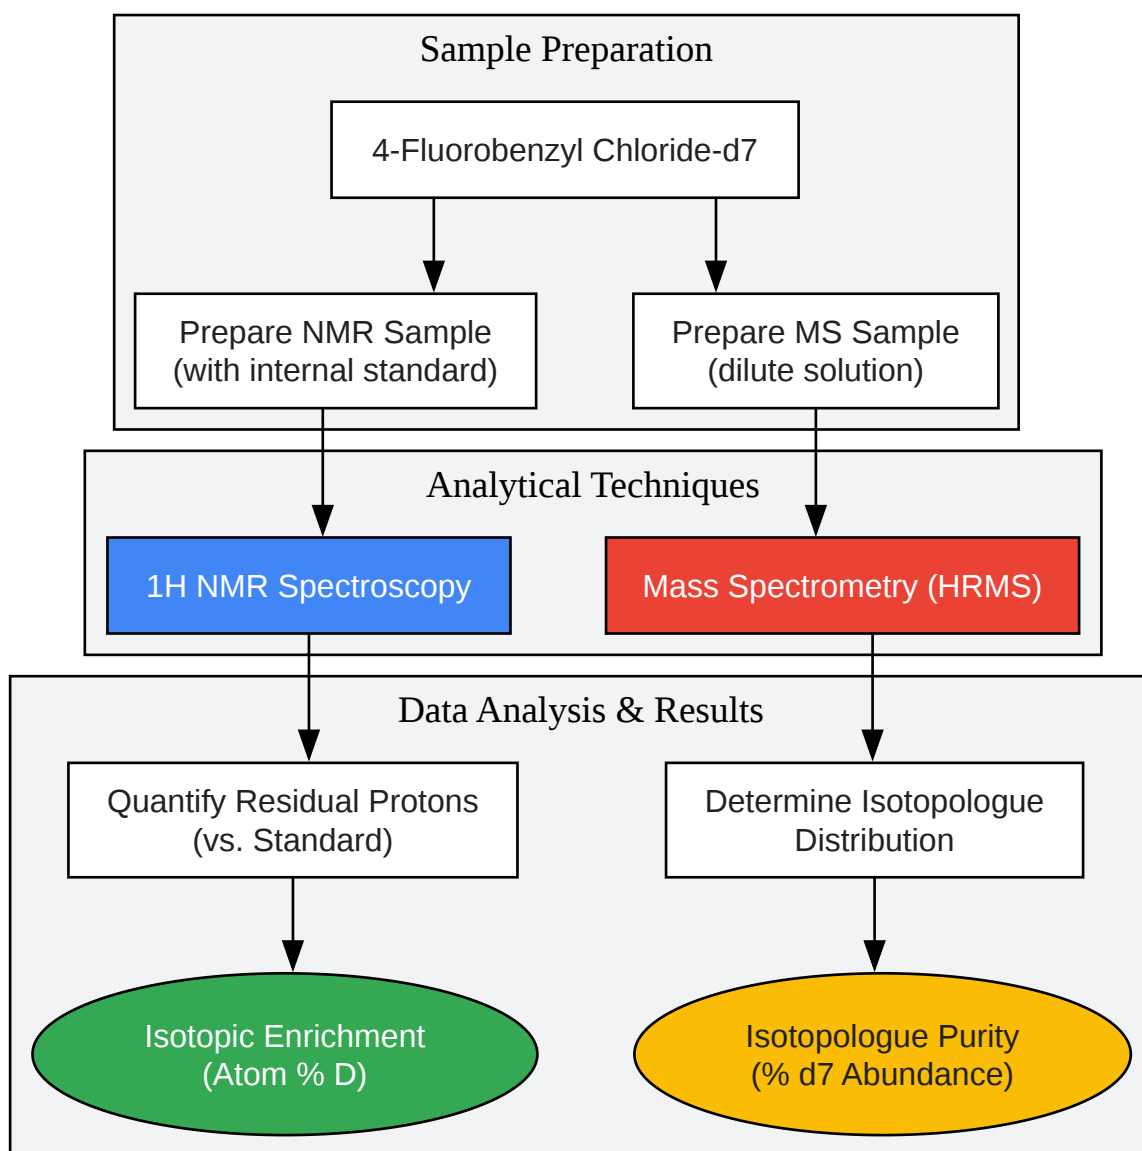 Sample Preparation
4-Fluorobenzyl Chloride-d7
Prepare NMR Sample
(with internal standard)
Prepare MS Sample
(dilute solution)
Analytical Techniques
1H NMR Spectroscopy
Mass Spectrometry (HRMS)
Data Analysis & Results
Quantify Residual Protons
(vs. Standard)
Determine Isotopologue
Distribution
Isotopic Enrichment
(Atom % D)
Isotopologue Purity
(% d7 Abundance)